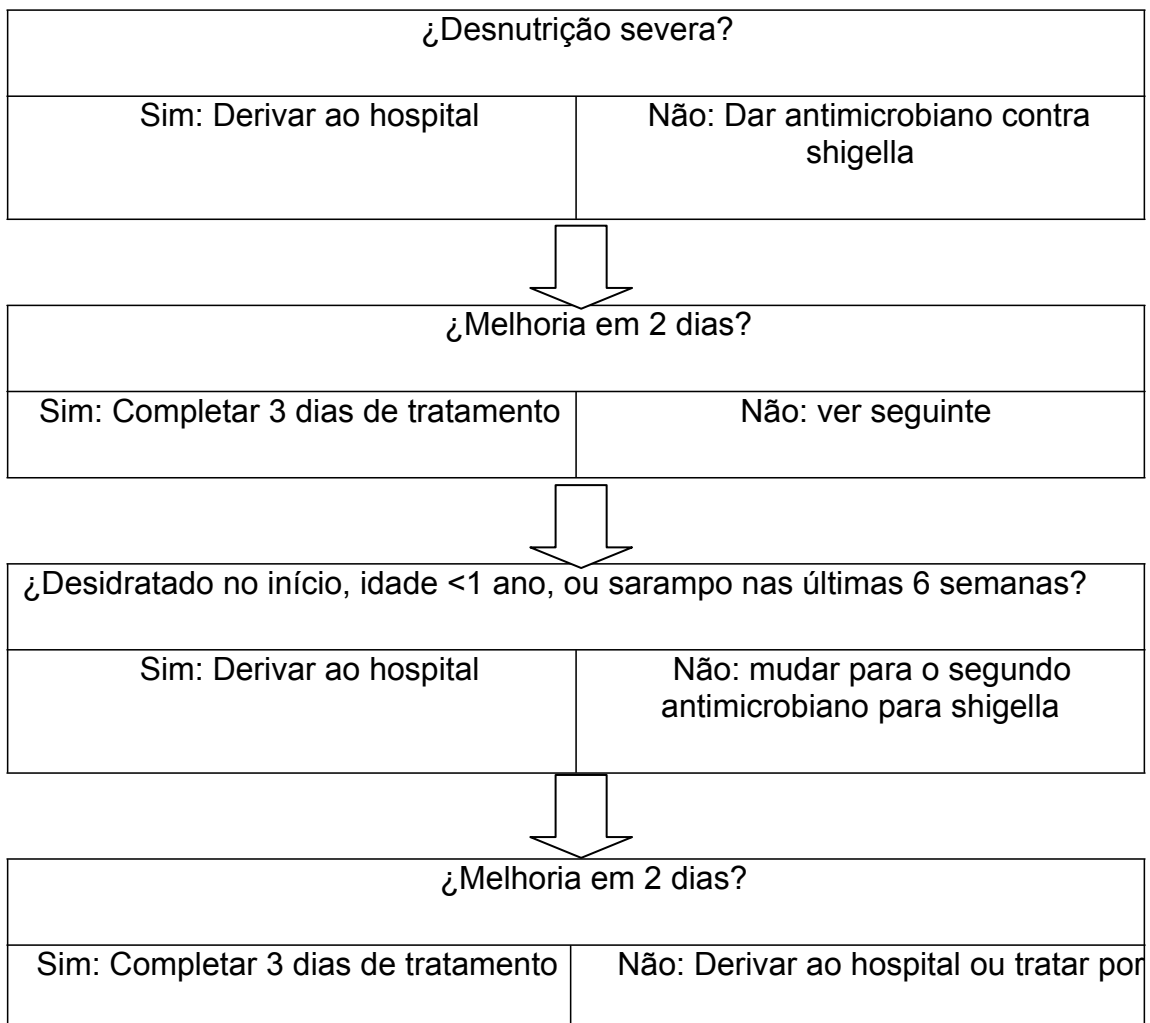 ¿Desnutrição severa?
Sim: Derivar ao hospital
Não: Dar antimicrobiano contra
shigella
¿Melhoria em 2 dias?
Sim: Completar 3 dias de tratamento
Não: ver seguinte
¿Desidratado no início, idade <1 ano, ou sarampo nas últimas 6 semanas?
Sim: Derivar ao hospital
Não: mudar para o segundo
antimicrobiano para shigella
¿Melhoria em 2 dias?
Sim: Completar 3 dias de tratamento
Não: Derivar ao hospital ou tratar por